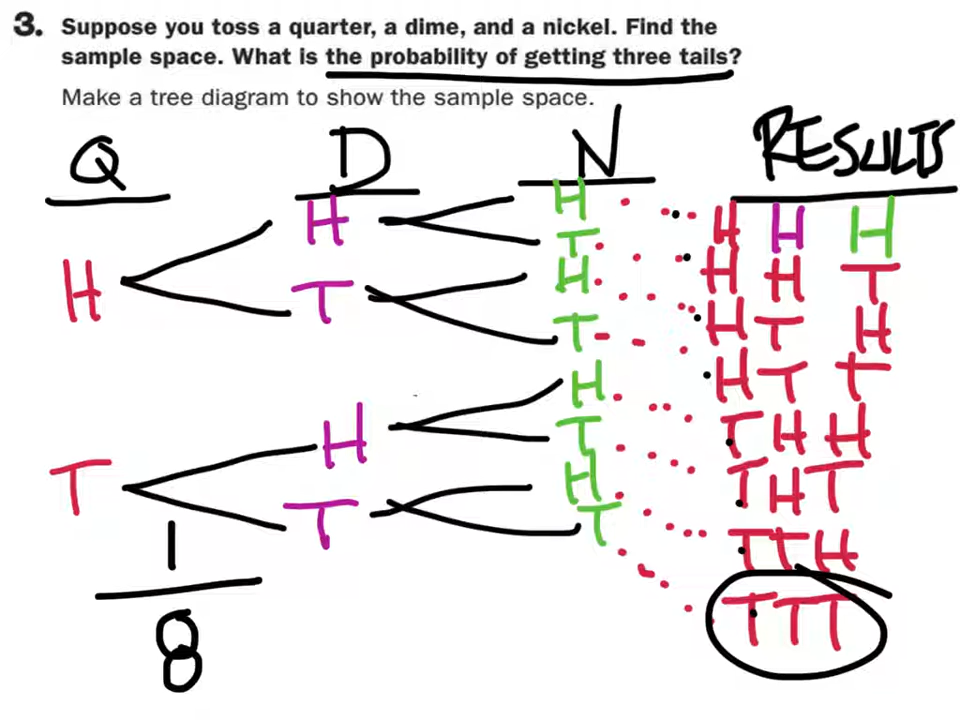 3. Suppose you toss a quarter, a dime, and a nickel. Find the
sample space. What is the probability of getting three tails?
Make a tree diagram to show the sample space.
Q D N RESULTS
H H H H H H
T H H T
T H H T H
T H T T
T H H T H H
T T H T
T H T T H
T T T T
1
8